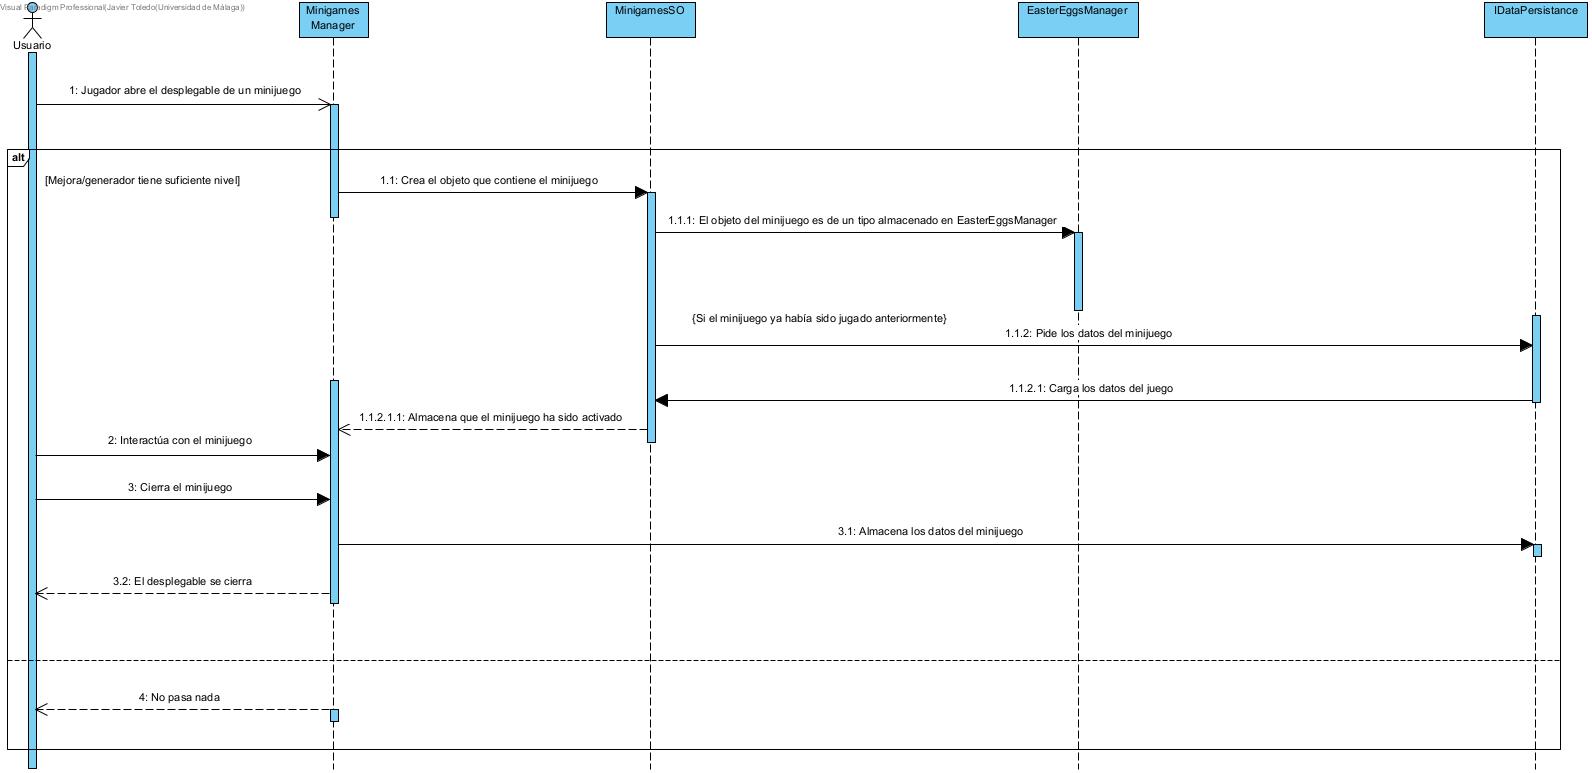 Visual Paradigm Professional(Javier Toledo(Universidad de Málaga))
Usuario
Minigames
Manager
MinigamesSO
EasterEggsManager
IDataPersistance
1: Jugador abre el desplegable de un minijuego
alt
[Mejora/generador tiene suficiente nivel]
1.1: Crea el objeto que contiene el minijuego
1.1.1: El objeto del minijuego es de un tipo almacenado en EasterEggsManager
{Si el minijuego ya había sido jugado anteriormente}
1.1.2: Pide los datos del minijuego
1.1.2.1: Carga los datos del juego
1.1.2.1.1: Almacena que el minijuego ha sido activado
2: Interactúa con el minijuego
3: Cierra el minijuego
3.1: Almacena los datos del minijuego
3.2: El desplegable se cierra
4: No pasa nada